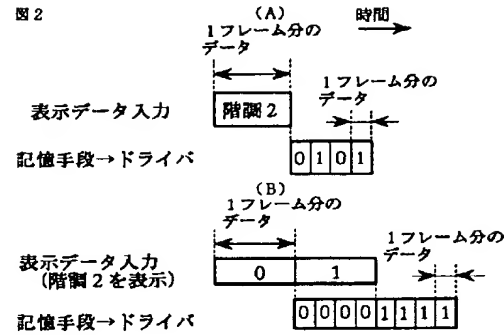 図2
(A)
時間
1フレーム分の
データ
1フレーム分の
データ
表示データ入力
階調2
記憶手段→ドライバ
0 1 0 1
(B)
1フレーム分の
データ
1フレーム分の
データ
表示データ入力
(階調2を表示)
0 1
記憶手段→ドライバ
0 0 0 0 1 1 1 1